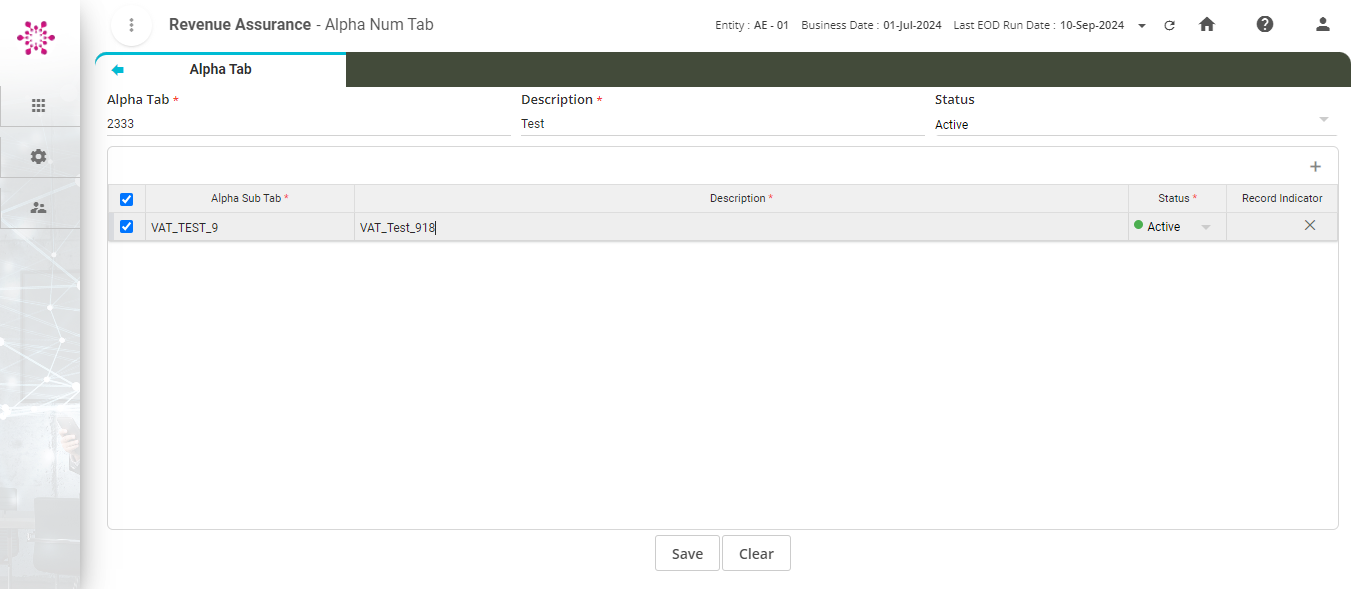 Revenue Assurance - Alpha Num Tab
Entity : AE - 01 Business Date : 01-Jul-2024 Last EOD Run Date : 10-Sep-2024
Alpha Tab
Alpha Tab * Description * Status
2333 Test Active
Alpha Sub Tab * Description * Status * Record Indicator
VAT_TEST_9 VAT_Test_918 Active
Save Clear